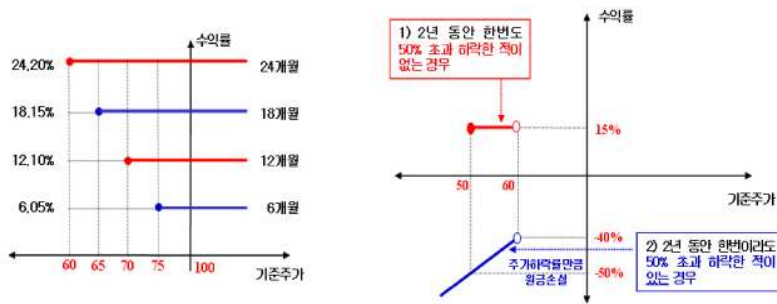 수익률
24,20%
24개월
18,15%
18개월
12,10%
12개월
6,05%
6개월
60 65 70 75 100
기준주가
수익률
1) 2년 동안 한번도
50% 초과 하락한 적이
없는 경우
15%
50 60
기준주가
-40%
-50%
주가하락률만큼
원금손실
2) 2년 동안 한번이라도
50% 초과 하락한 적이
있는 경우